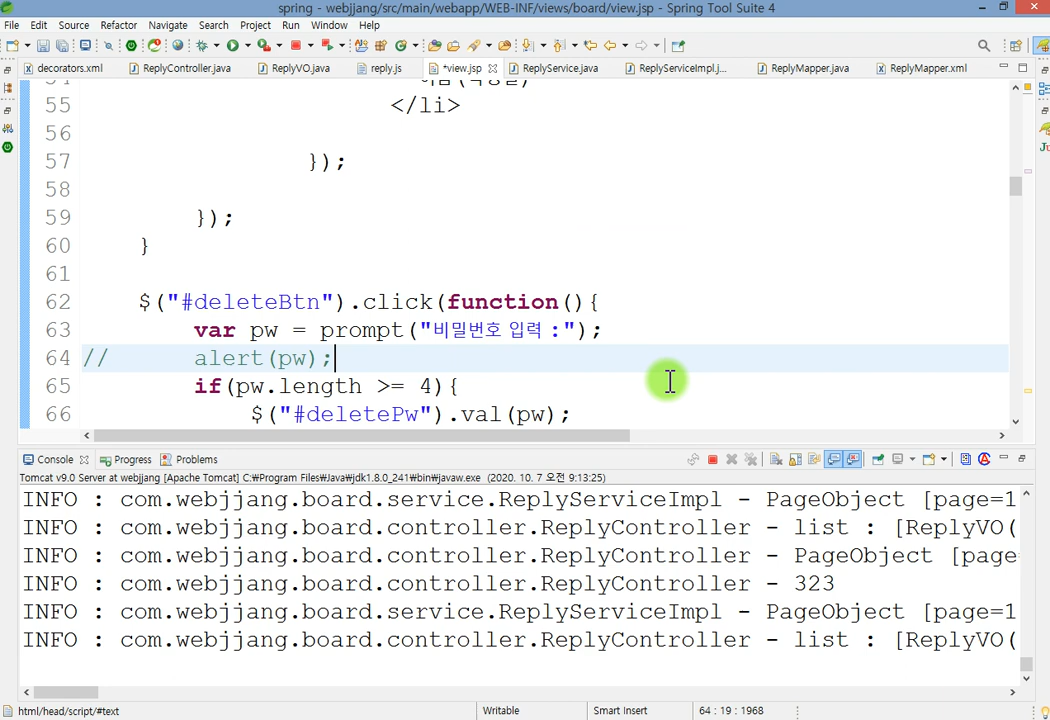 spring - webjjang/src/main/webapp/WEB-INF/views/board/view.jsp - Spring Tool Suite 4
File Edit Source Refactor Navigate Search Project Run Window Help
decorators.xml ReplyController.java ReplyVO.java reply.js *view.jsp ReplyService.java ReplyServiceImpl.j... ReplyMapper.java ReplyMapper.xml
55 </li>
56
57 });
58
59 });
60 }
61
62 $("#deleteBtn").click(function(){
63 var pw = prompt("비밀번호 입력 :");
64 // alert(pw);
65 if(pw.length >= 4){
66 $("#deletePw").val(pw);
Console Progress Problems
Tomcat v9.0 Server at webjjang [Apache Tomcat] C:₩Program Files₩Java₩jdk1.8.0_241₩bin₩javaw.exe (2020. 10. 7 오전 9:13:25)
INFO : com.webjjang.board.service.ReplyServiceImpl - PageObject [page=1
INFO : com.webjjang.board.controller.ReplyController - list : [ReplyVO(
INFO : com.webjjang.board.controller.ReplyController - PageObject [page
INFO : com.webjjang.board.controller.ReplyController - 323
INFO : com.webjjang.board.service.ReplyServiceImpl - PageObject [page=1
INFO : com.webjjang.board.controller.ReplyController - list : [ReplyVO(
html/head/script/#text Writable Smart Insert 64 : 19 : 1968